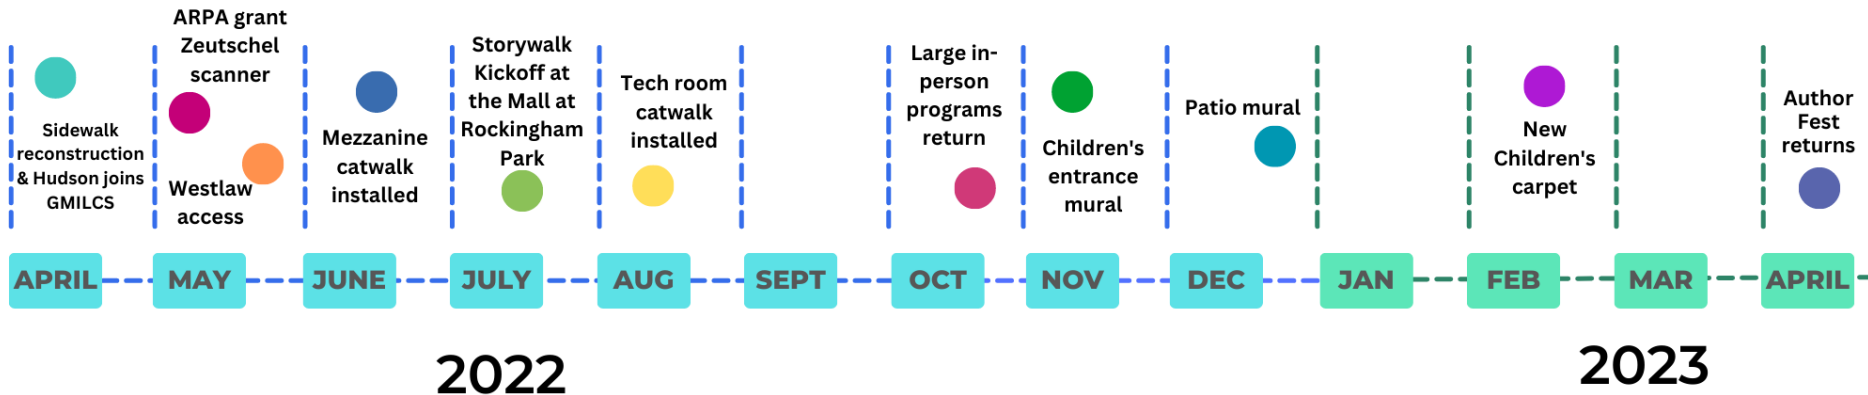 Sidewalk
reconstruction
& Hudson joins
GMILCS
ARPA grant
Zeutschel
scanner
Westlaw
access
Mezzanine
catwalk
installed
Storywalk
Kickoff at
the Mall at
Rockingham
Park
Tech room
catwalk
installed
Large in-
person
programs
return
Children's
entrance
mural
Patio mural
New
Children's
carpet
Author
Fest
returns
APRIL
MAY
JUNE
JULY
AUG
SEPT
OCT
NOV
DEC
JAN
FEB
MAR
APRIL
2022
2023